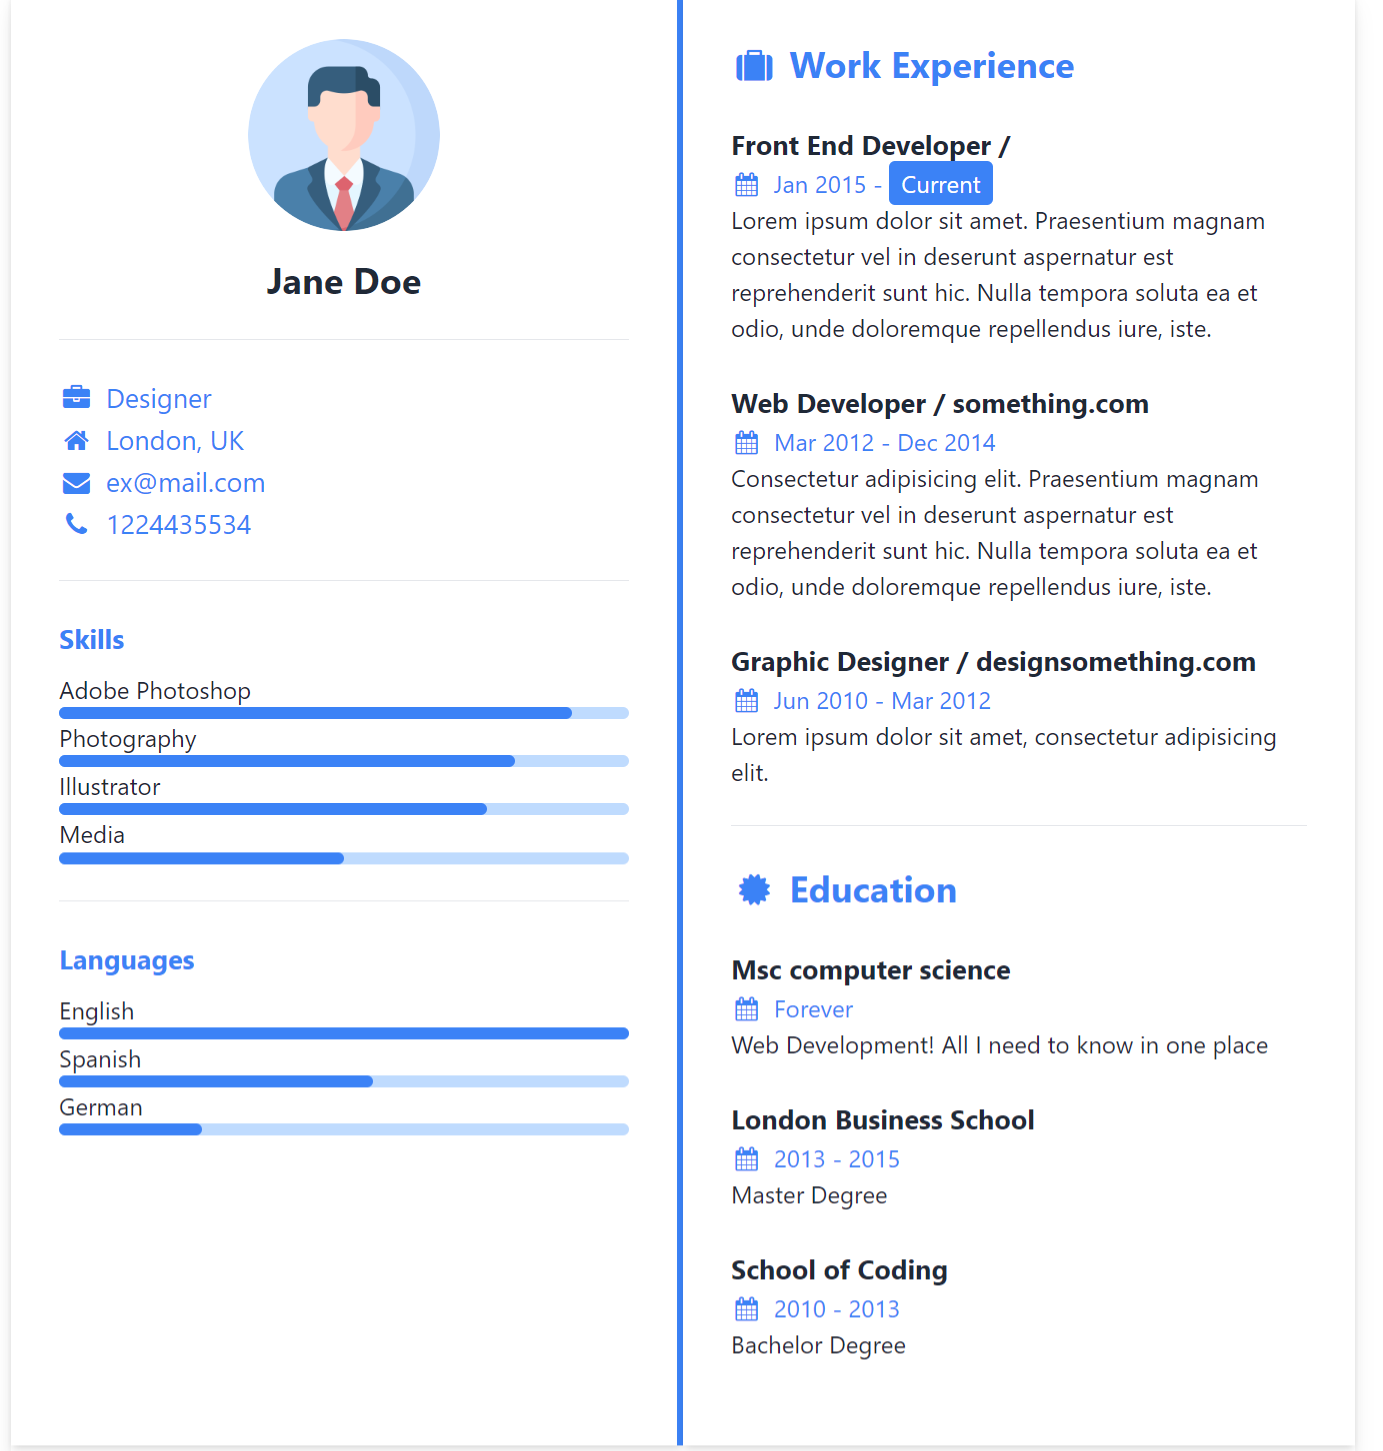 Jane Doe
Designer
London, UK
ex@mail.com
1224435534
Skills
Adobe Photoshop
Photography
Illustrator
Media
Languages
English
Spanish
German
Work Experience
Front End Developer /
Jan 2015 - Current
Lorem ipsum dolor sit amet. Praesentium magnam
consectetur vel in deserunt aspernatur est
reprehenderit sunt hic. Nulla tempora soluta ea et
odio, unde doloremque repellendus iure, iste.
Web Developer / something.com
Mar 2012 - Dec 2014
Consectetur adipisicing elit. Praesentium magnam
consectetur vel in deserunt aspernatur est
reprehenderit sunt hic. Nulla tempora soluta ea et
odio, unde doloremque repellendus iure, iste.
Graphic Designer / designsomething.com
Jun 2010 - Mar 2012
Lorem ipsum dolor sit amet, consectetur adipisicing
elit.
Education
Msc computer science
Forever
Web Development! All I need to know in one place
London Business School
2013 - 2015
Master Degree
School of Coding
2010 - 2013
Bachelor Degree